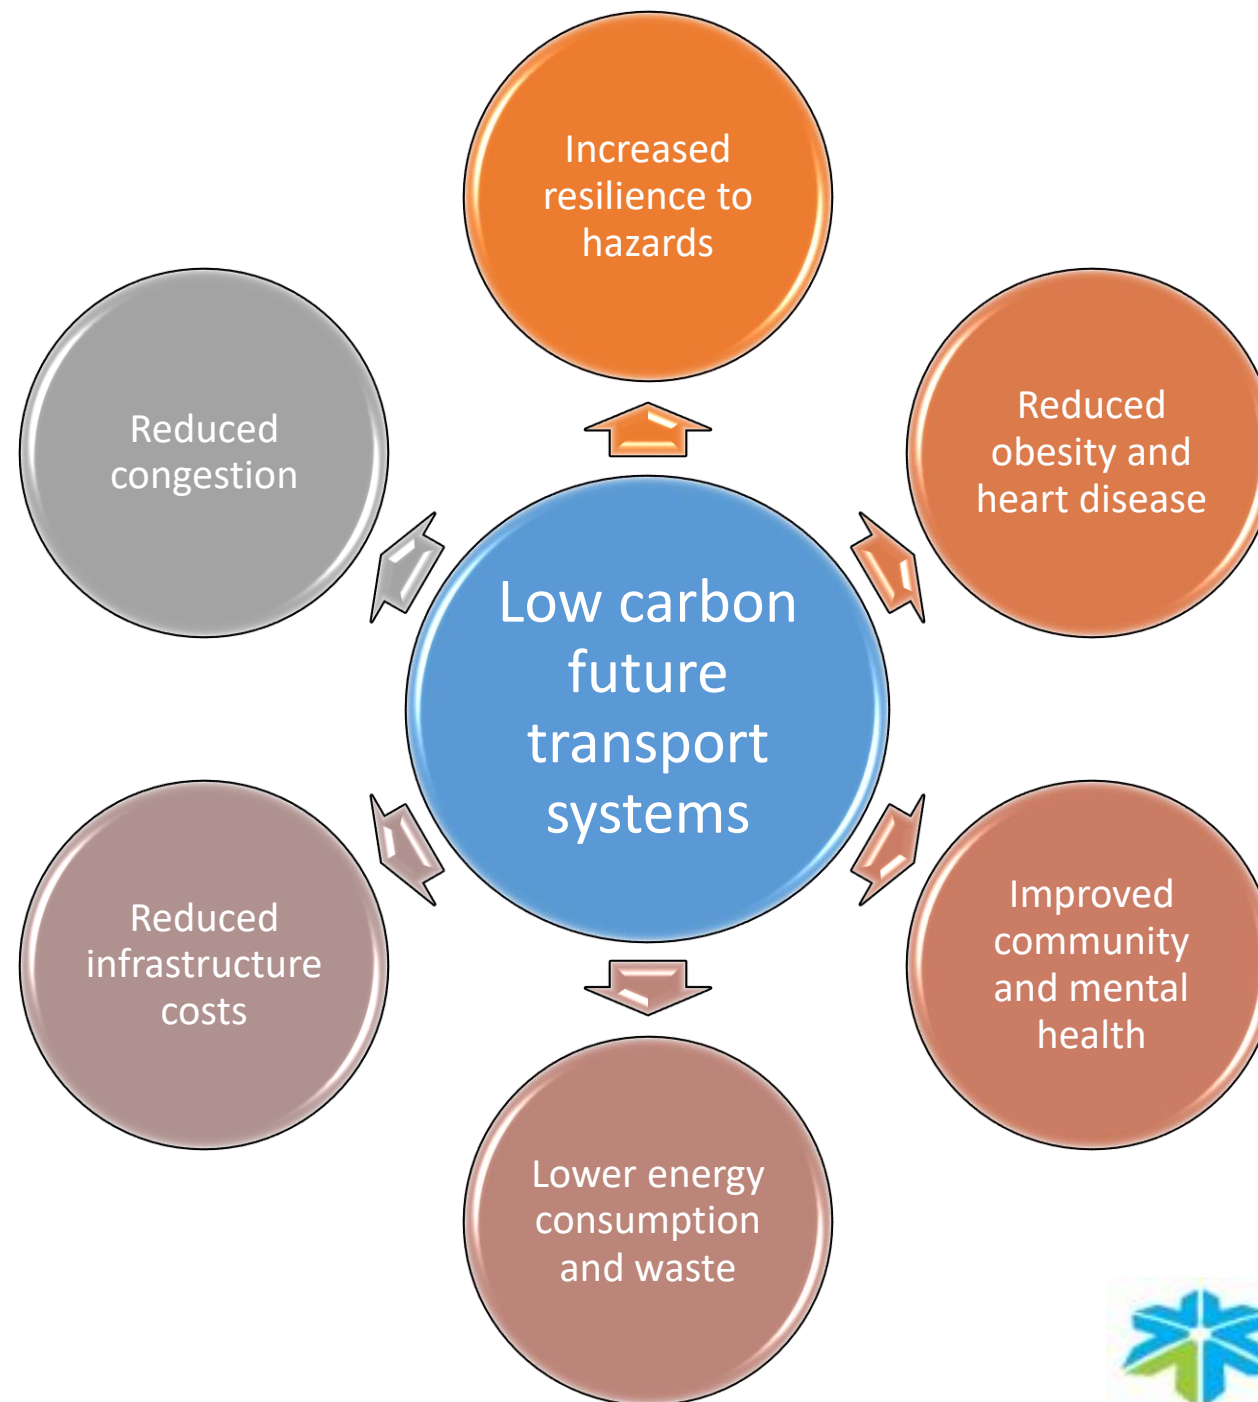 Increased
resilience to
hazards
Reduced
congestion
Reduced
obesity and
heart disease
Low carbon
future
transport
systems
Reduced
infrastructure
costs
Improved
community
and mental
health
Lower energy
consumption
and waste